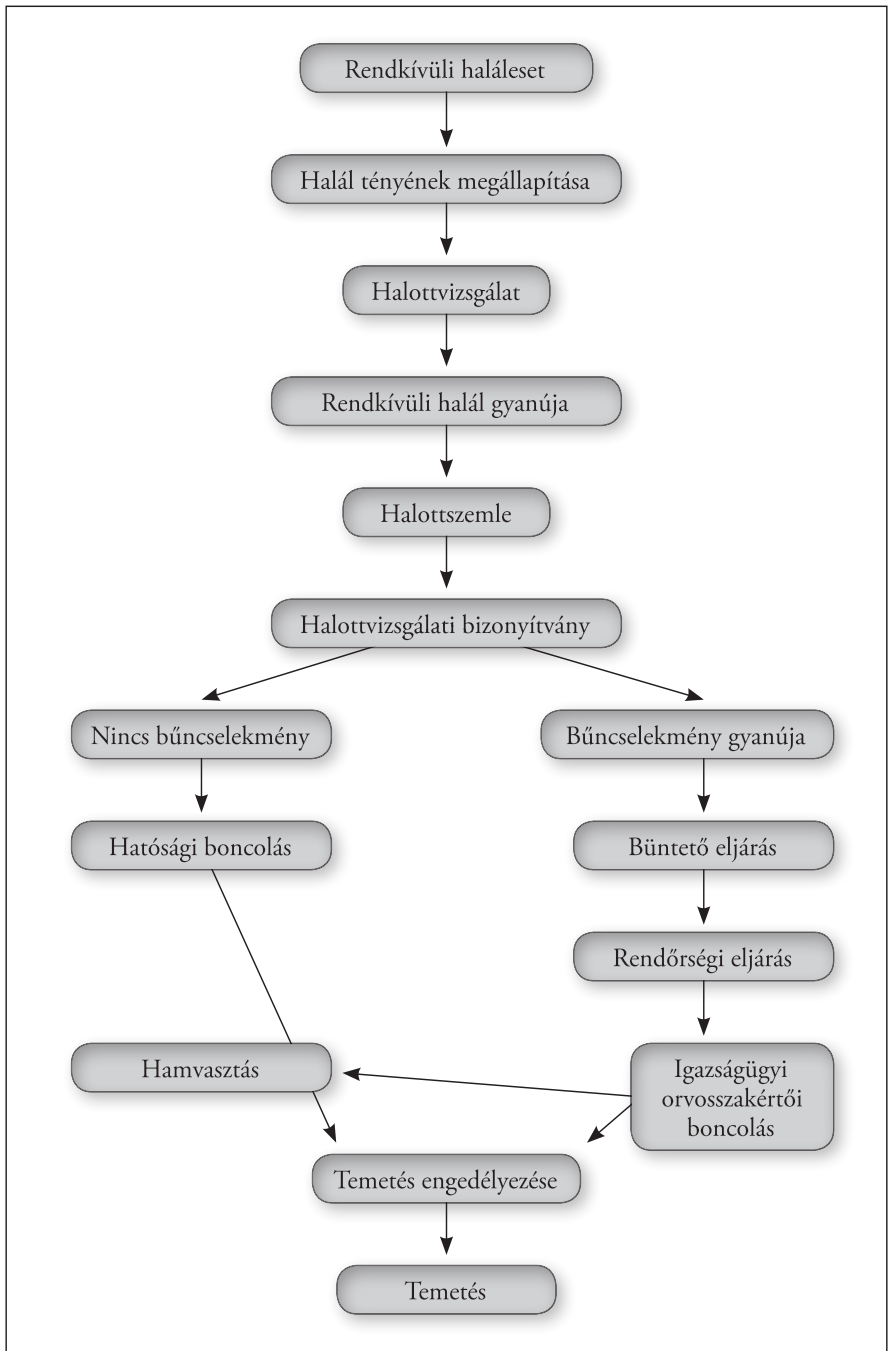 Rendkívüli haláleset
Halál tényének megállapítása
Halottvizsgálat
Rendkívüli halál gyanúja
Halottszemle
Halottvizsgálati bizonyítvány
Nincs bűncselekmény
Bűncselekmény gyanúja
Hatósági boncolás
Büntető eljárás
Rendőrségi eljárás
Hamvasztás
Igazságügyi
orvosszakértői
boncolás
Temetés engedélyezése
Temetés